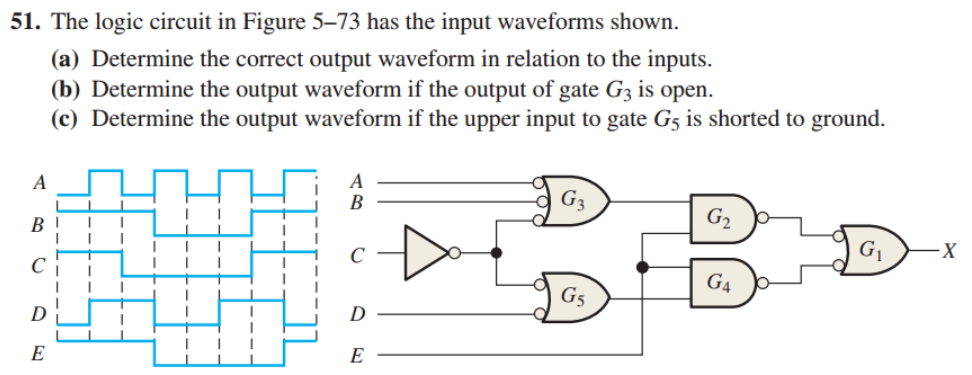 51. The logic circuit in Figure 5–73 has the input waveforms shown.
(a) Determine the correct output waveform in relation to the inputs.
(b) Determine the output waveform if the output of gate G3 is open.
(c) Determine the output waveform if the upper input to gate G5 is shorted to ground.
A
B
C
D
E
A
B
C
D
E
G3
G5
G2
G4
G1
X